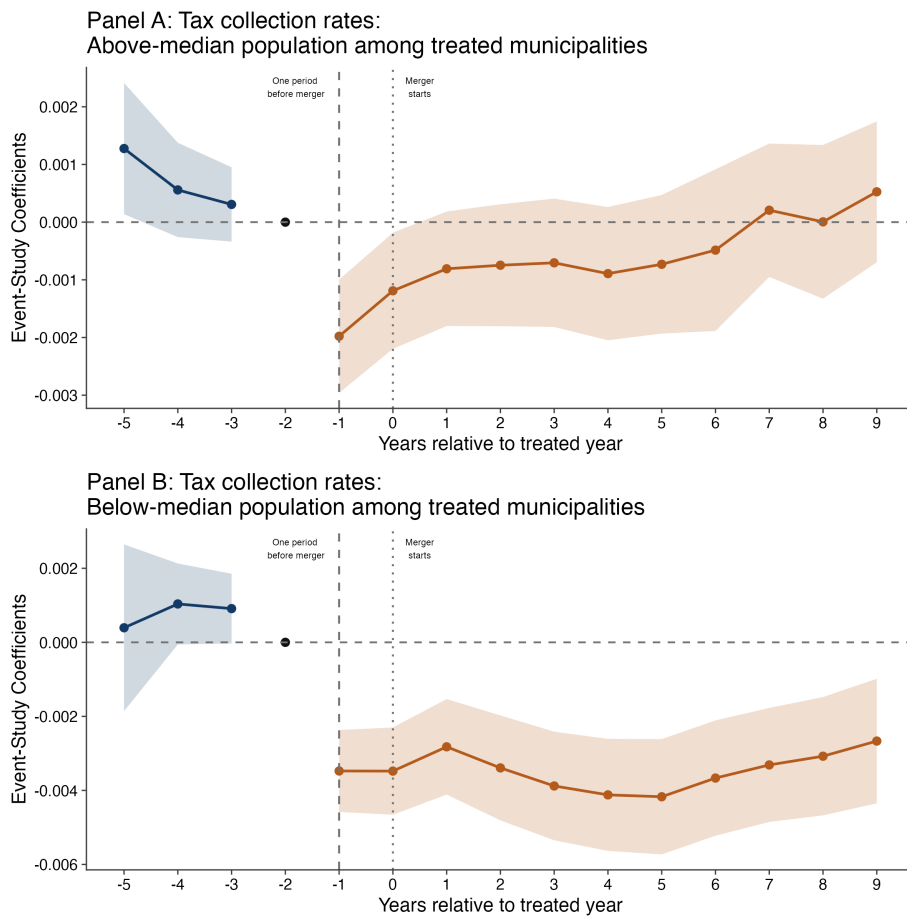 Panel A: Tax collection rates:
Above-median population among treated municipalities
One period
before merger
Merger
starts
Event-Study Coefficients
0.002
0.001
0.000
-0.001
-0.002
-0.003
-5 -4 -3 -2 -1 0 1 2 3 4 5 6 7 8 9
Years relative to treated year
Panel B: Tax collection rates:
Below-median population among treated municipalities
One period
before merger
Merger
starts
Event-Study Coefficients
0.002
0.000
-0.002
-0.004
-0.006
-5 -4 -3 -2 -1 0 1 2 3 4 5 6 7 8 9
Years relative to treated year